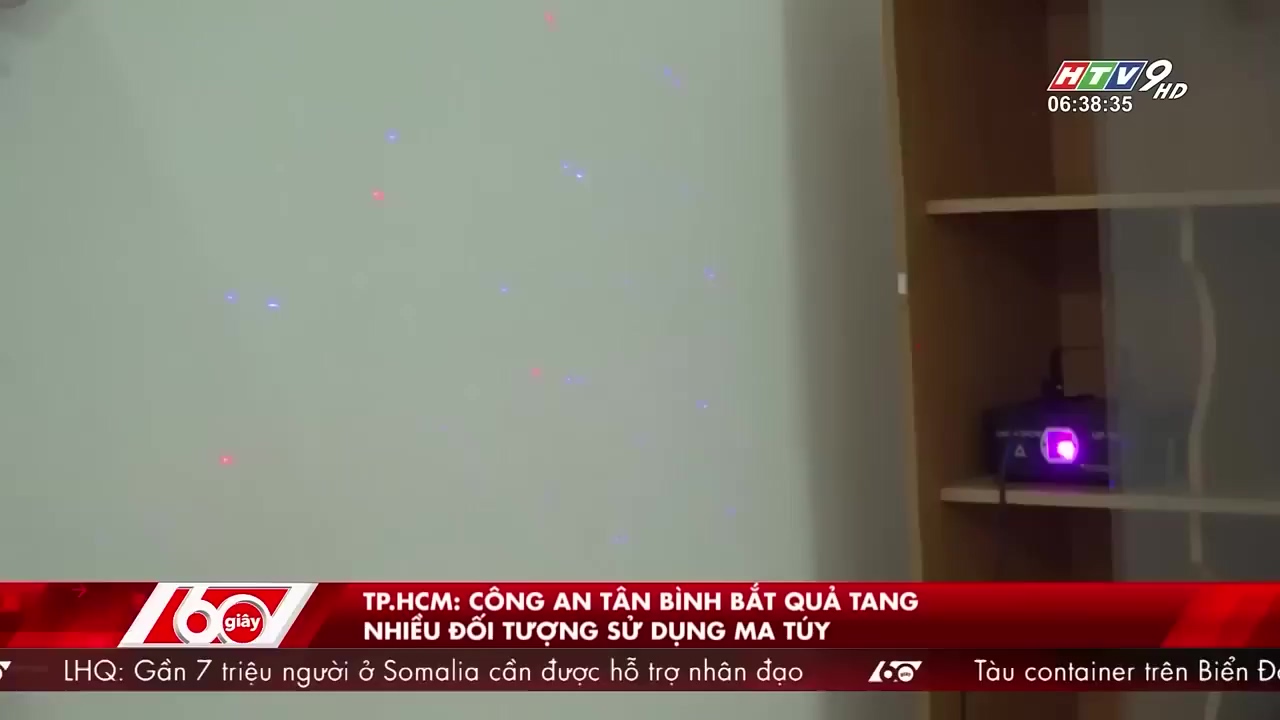 HTV9 HD
06:38:35
60 giây
TP.HCM: CÔNG AN TÂN BÌNH BẮT QUẢ TANG
NHIỀU ĐỐI TƯỢNG SỬ DỤNG MA TÚY
LHQ: Gần 7 triệu người ở Somalia cần được hỗ trợ nhân đạo
60 giây
Tàu container trên Biển